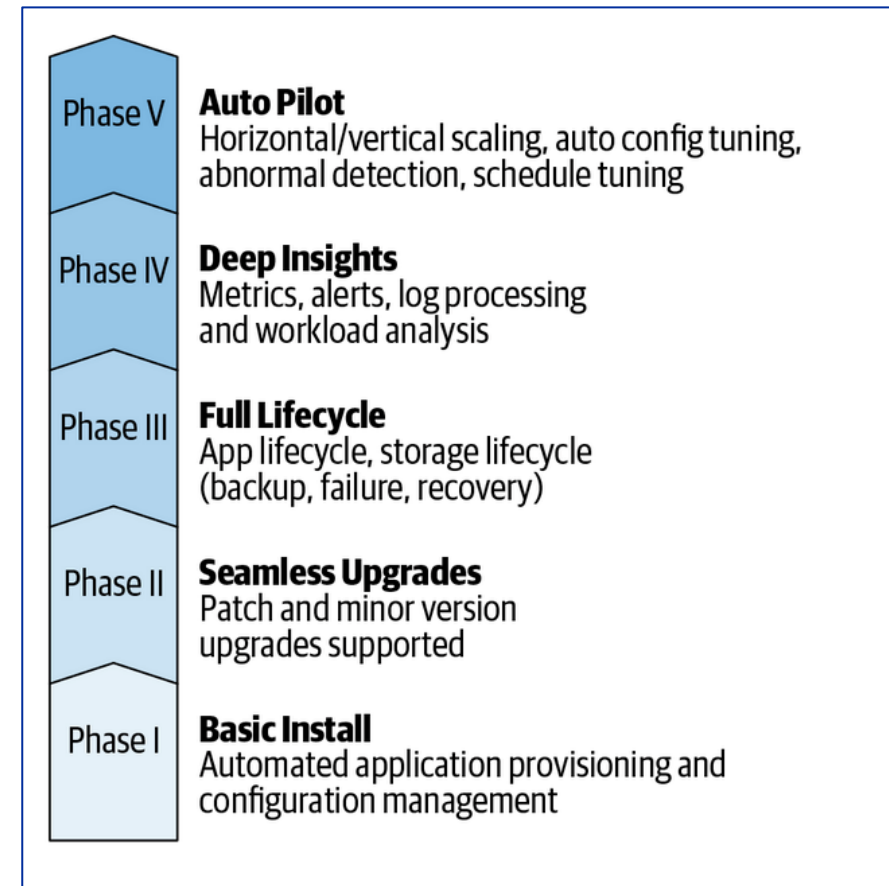 Phase V
Auto Pilot
Horizontal/vertical scaling, auto config tuning,
abnormal detection, schedule tuning
Phase IV
Deep Insights
Metrics, alerts, log processing
and workload analysis
Phase III
Full Lifecycle
App lifecycle, storage lifecycle
(backup, failure, recovery)
Phase II
Seamless Upgrades
Patch and minor version
upgrades supported
Phase I
Basic Install
Automated application provisioning and
configuration management